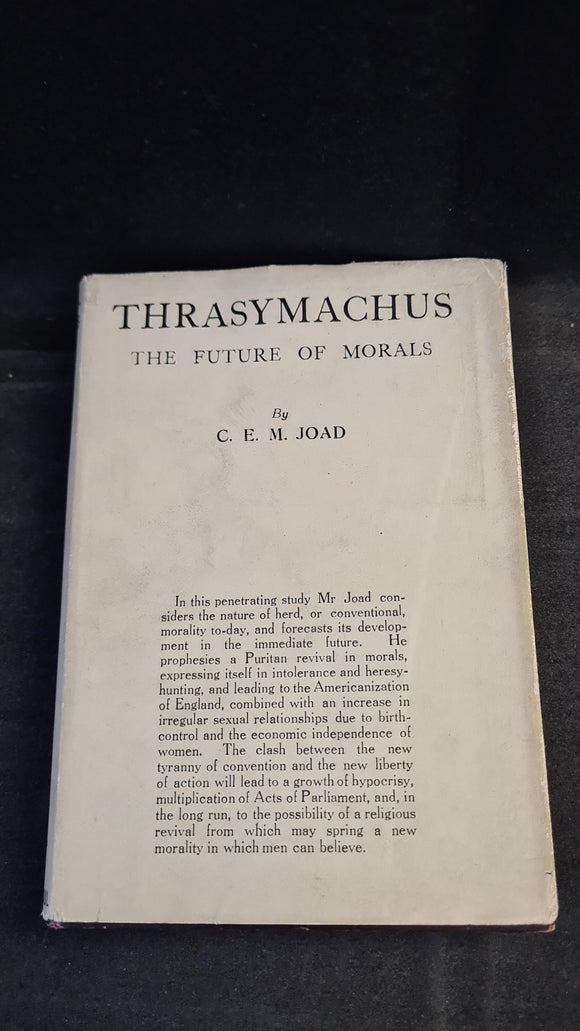 THRASYMACHUS
THE FUTURE OF MORALS
By
C. E. M. JOAD
In this penetrating study Mr Joad con-
siders the nature of herd, or conventional,
morality to-day, and forecasts its develop-
ment in the immediate future. He
prophesies a Puritan revival in morals,
expressing itself in intolerance and heresy-
hunting, and leading to the Americanization
of England, combined with an increase in
irregular sexual relationships due to birth-
control and the economic independence of
women. The clash between the new
tyranny of convention and the new liberty
of action will lead to a growth of hypocrisy,
multiplication of Acts of Parliament, and, in
the long run, to the possibility of a religious
revival from which may spring a new
morality in which men can believe.